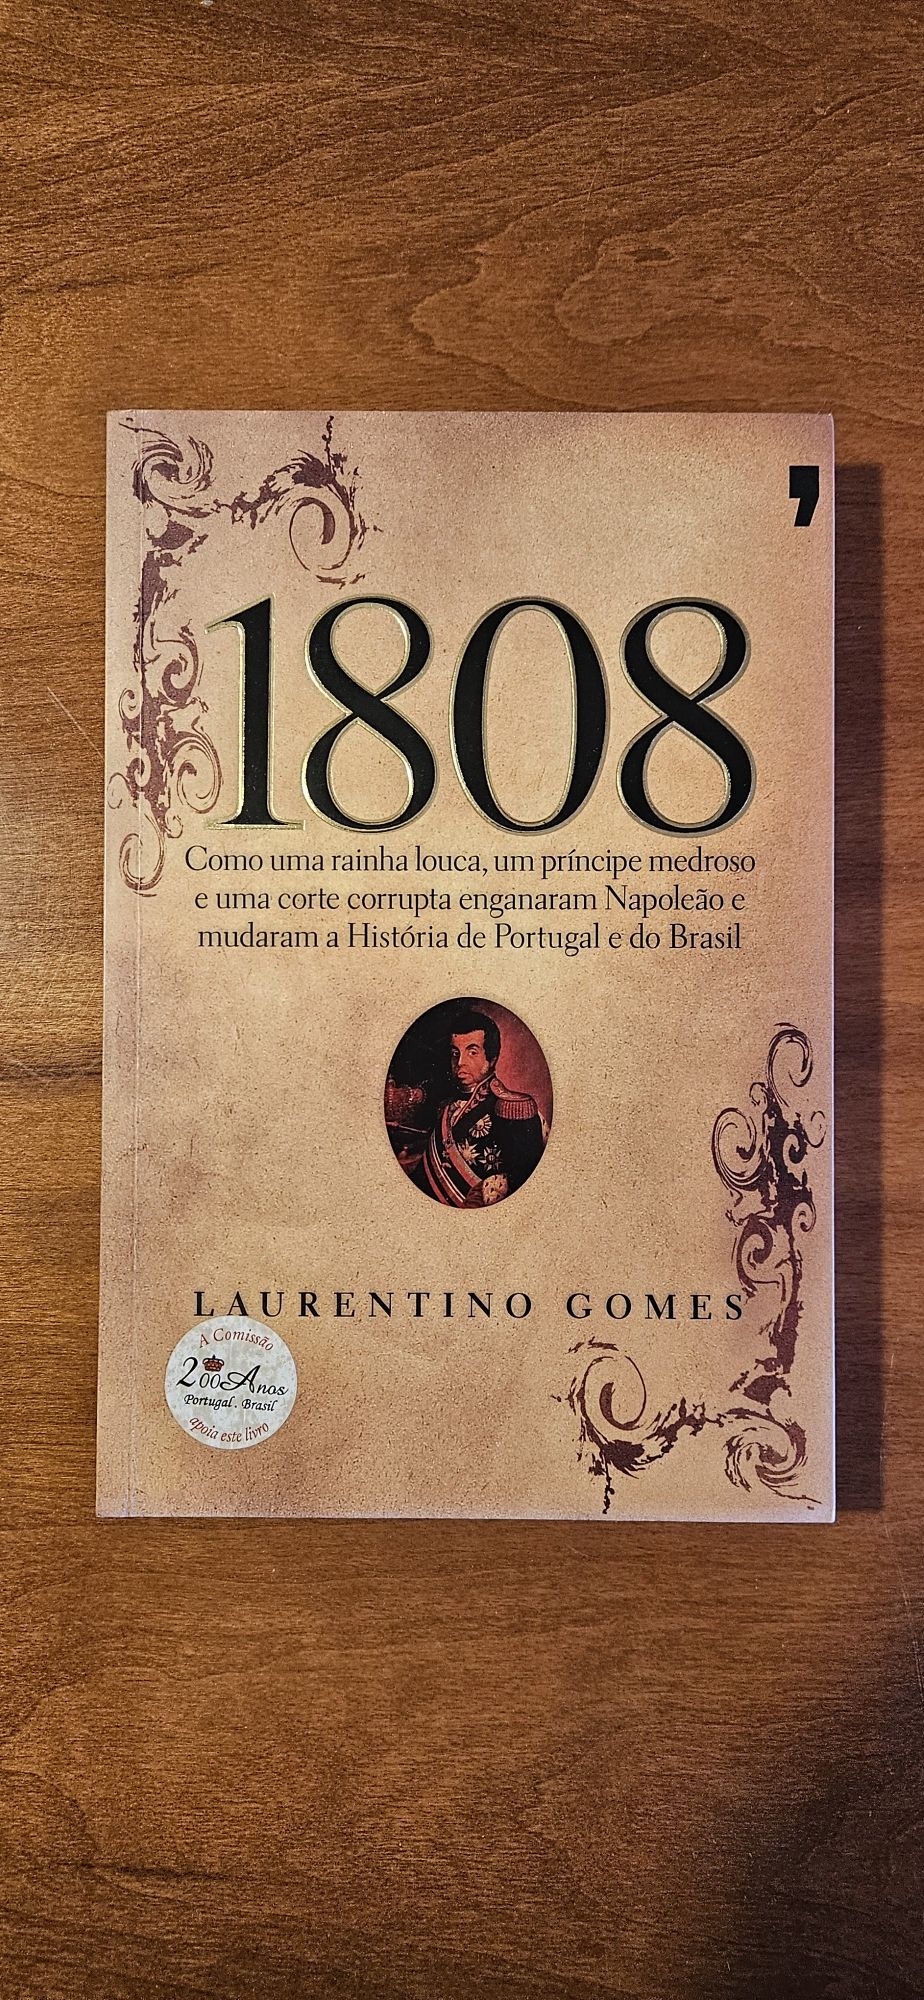 ,
1808
Como uma rainha louca, um príncipe medroso
e uma corte corrupta enganaram Napoleão e
mudaram a História de Portugal e do Brasil
LAURENTINO GOMES
A Comissão
200 Anos
Portugal . Brasil
apoia este livro